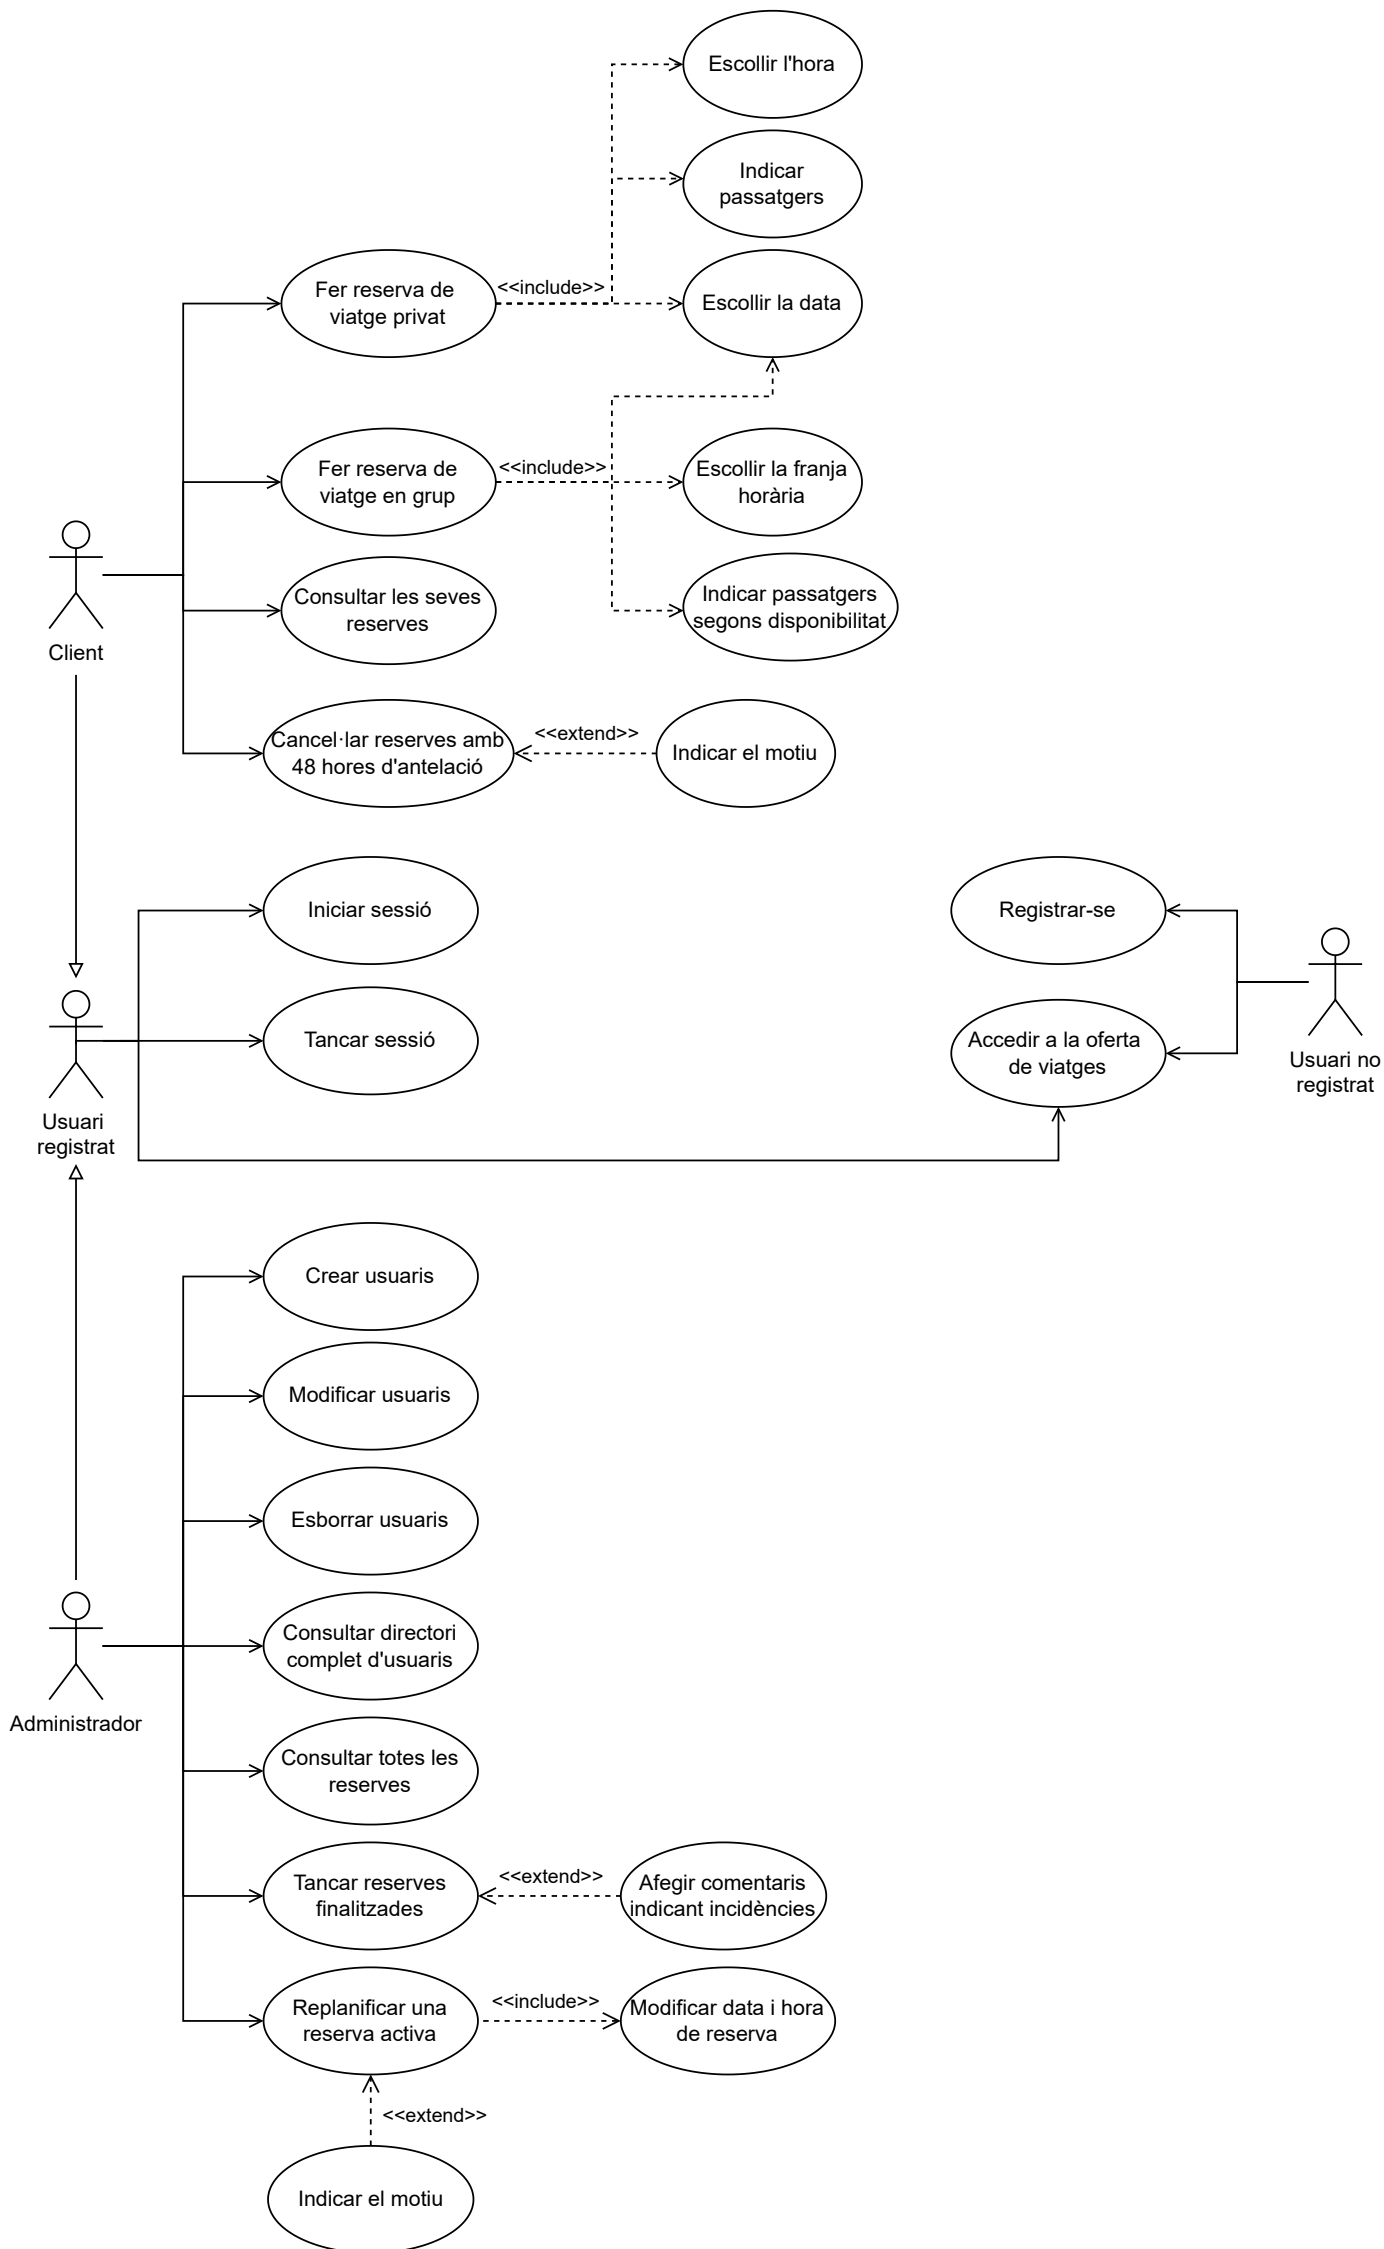 Escollir l'hora
Indicar
passatgers
Fer reserva de
viatge privat
<<include>>
Escollir la data
Fer reserva de
viatge en grup
<<include>>
Escollir la franja
horària
Client
Consultar les seves
reserves
Indicar passatgers
segons disponibilitat
Cancel·lar reserves amb
48 hores d'antelació
<<extend>>
Indicar el motiu
Iniciar sessió
Registrar-se
Tancar sessió
Accedir a la oferta
de viatges
Usuari no
registrat
Usuari
registrat
Crear usuaris
Modificar usuaris
Esborrar usuaris
Consultar directori
complet d'usuaris
Administrador
Consultar totes les
reserves
Tancar reserves
finalitzades
<<extend>>
Afegir comentaris
indicant incidències
Replanificar una
reserva activa
<<include>>
Modificar data i hora
de reserva
<<extend>>
Indicar el motiu